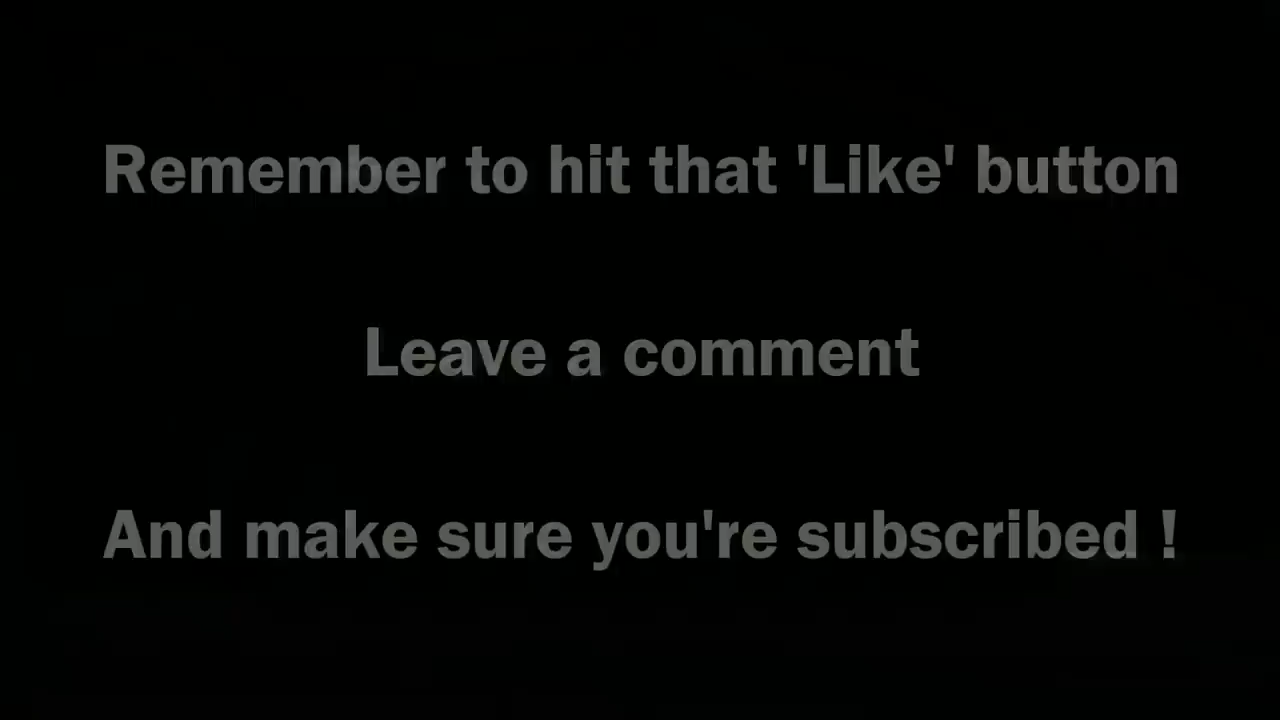 Remember to hit that 'Like' button
Leave a comment
And make sure you're subscribed !